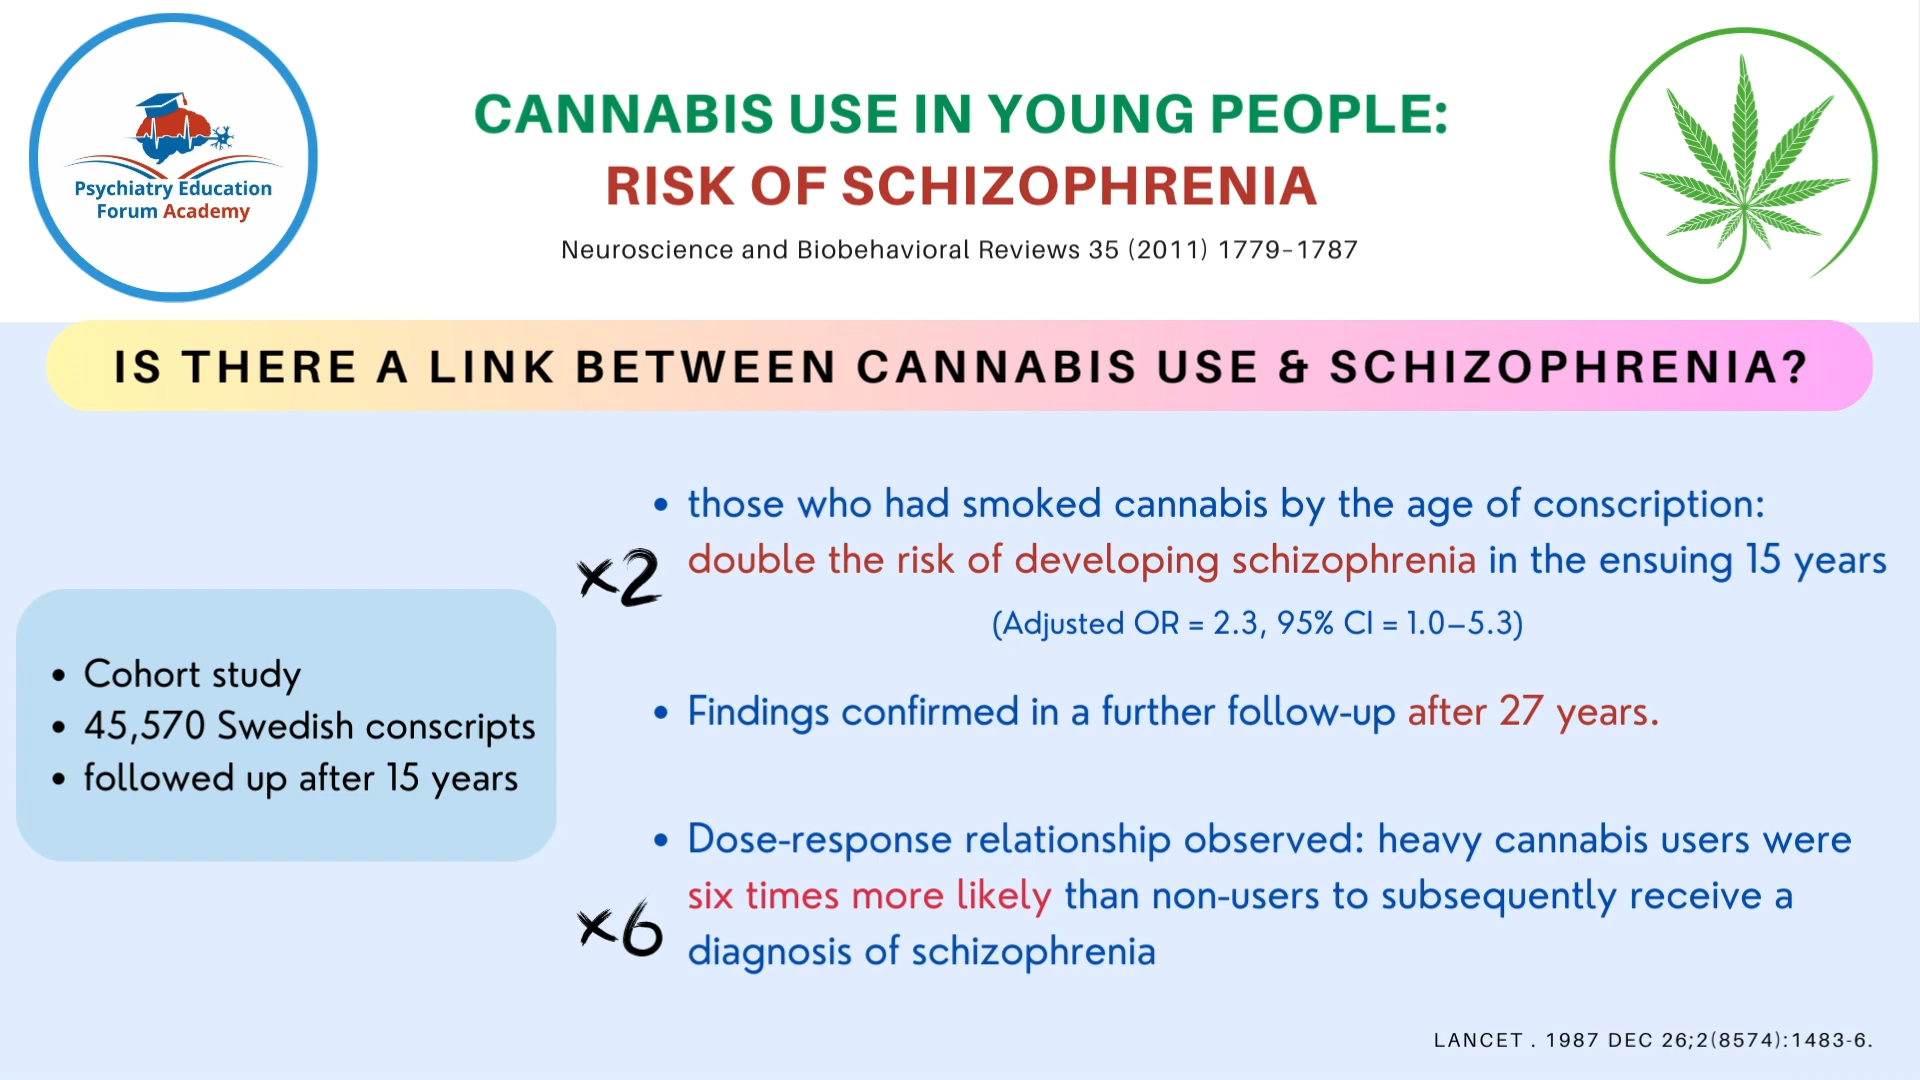 Psychiatry Education
Forum Academy
CANNABIS USE IN YOUNG PEOPLE:
RISK OF SCHIZOPHRENIA
Neuroscience and Biobehavioral Reviews 35 (2011) 1779–1787
IS THERE A LINK BETWEEN CANNABIS USE & SCHIZOPHRENIA?
• Cohort study
• 45,570 Swedish conscripts
• followed up after 15 years
• those who had smoked cannabis by the age of conscription:
×2
double the risk of developing schizophrenia in the ensuing 15 years
(Adjusted OR = 2.3, 95% CI = 1.0–5.3)
• Findings confirmed in a further follow-up after 27 years.
• Dose-response relationship observed: heavy cannabis users were
×6
six times more likely than non-users to subsequently receive a
diagnosis of schizophrenia
LANCET . 1987 DEC 26;2(8574):1483-6.